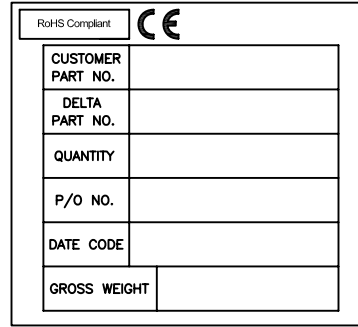 RoHS Compliant CE
CUSTOMER
PART NO.
DELTA
PART NO.
QUANTITY
P/O NO.
DATE CODE
GROSS WEIGHT